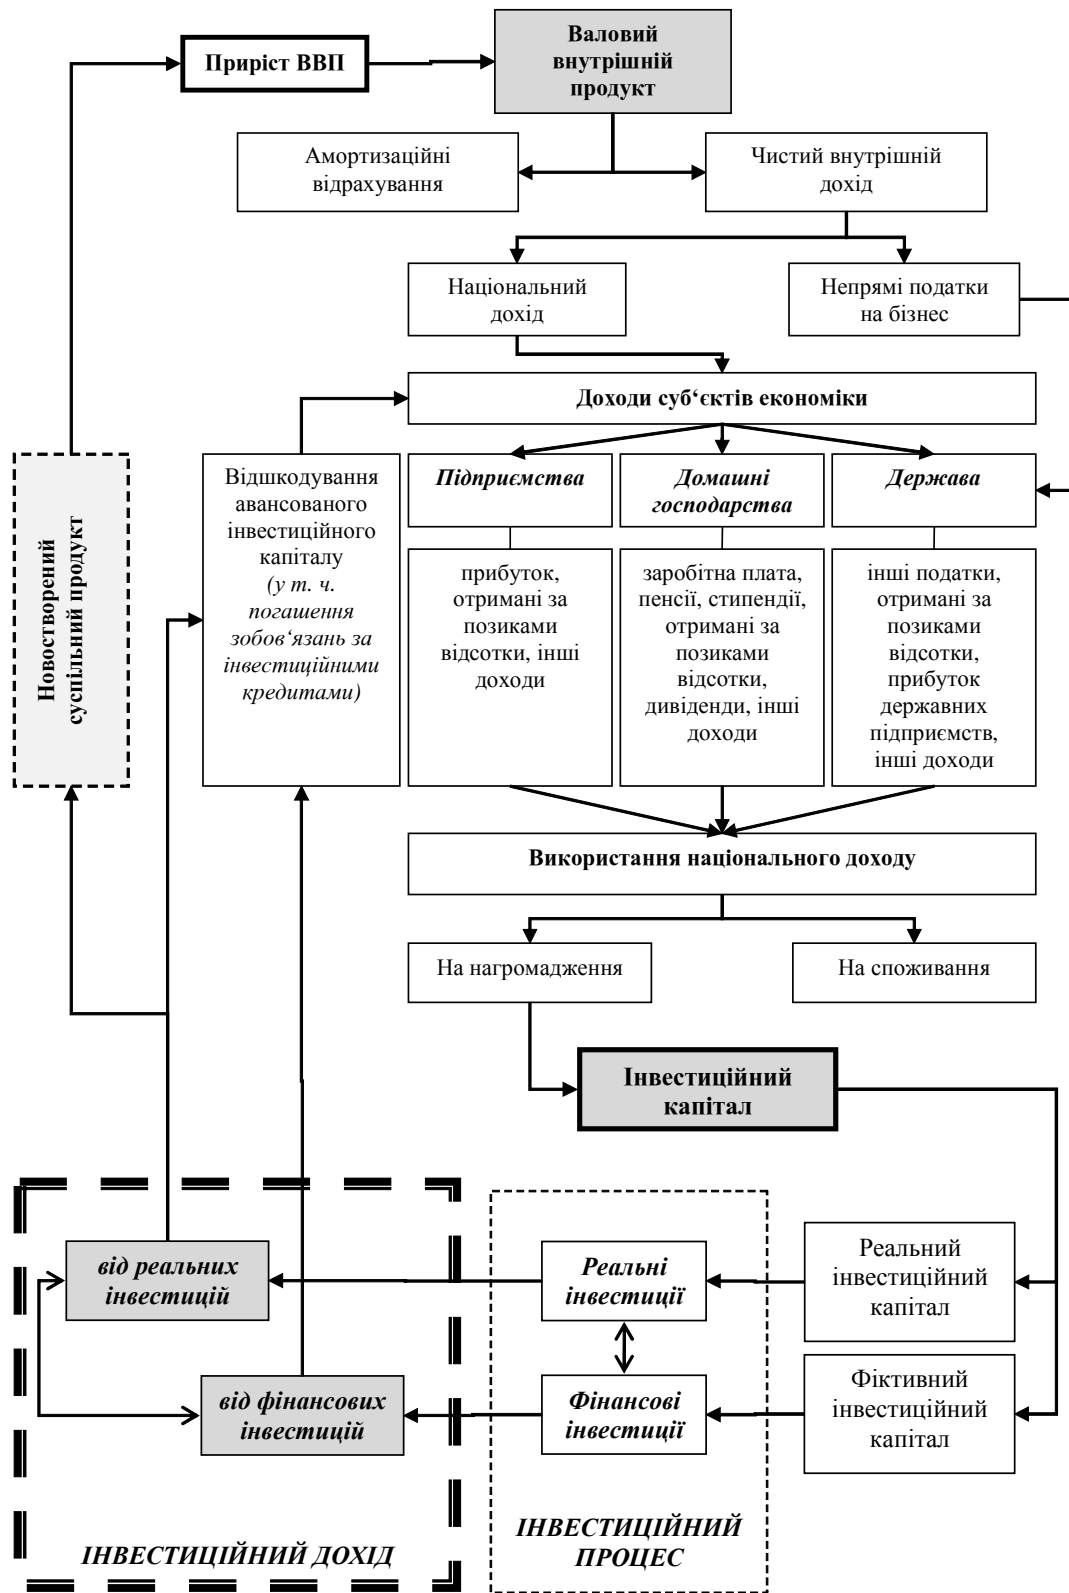 Приріст ВВП
Валовий
внутрішній
продукт
Амортизаційні
відрахування
Чистий внутрішній
дохід
Національний
дохід
Непрямі податки
на бізнес
Доходи суб‘єктів економіки
Новостворений
суспільний продукт
Відшкодування
авансованого
інвестиційного
капіталу
(у т. ч.
погашення
зобов‘язань за
інвестиційними
кредитами)
Підприємства
Домашні
господарства
Держава
прибуток,
отримані за
позиками
відсотки, інші
доходи
заробітна плата,
пенсії, стипендії,
отримані за
позиками
відсотки,
дивіденди, інші
доходи
інші податки,
отримані за
позиками
відсотки,
прибуток
державних
підприємств,
інші доходи
Використання національного доходу
На нагромадження
На споживання
Інвестиційний
капітал
від реальних
інвестицій
Реальні
інвестиції
Реальний
інвестиційний
капітал
від фінансових
інвестицій
Фінансові
інвестиції
Фіктивний
інвестиційний
капітал
ІНВЕСТИЦІЙНИЙ ДОХІД
ІНВЕСТИЦІЙНИЙ
ПРОЦЕС